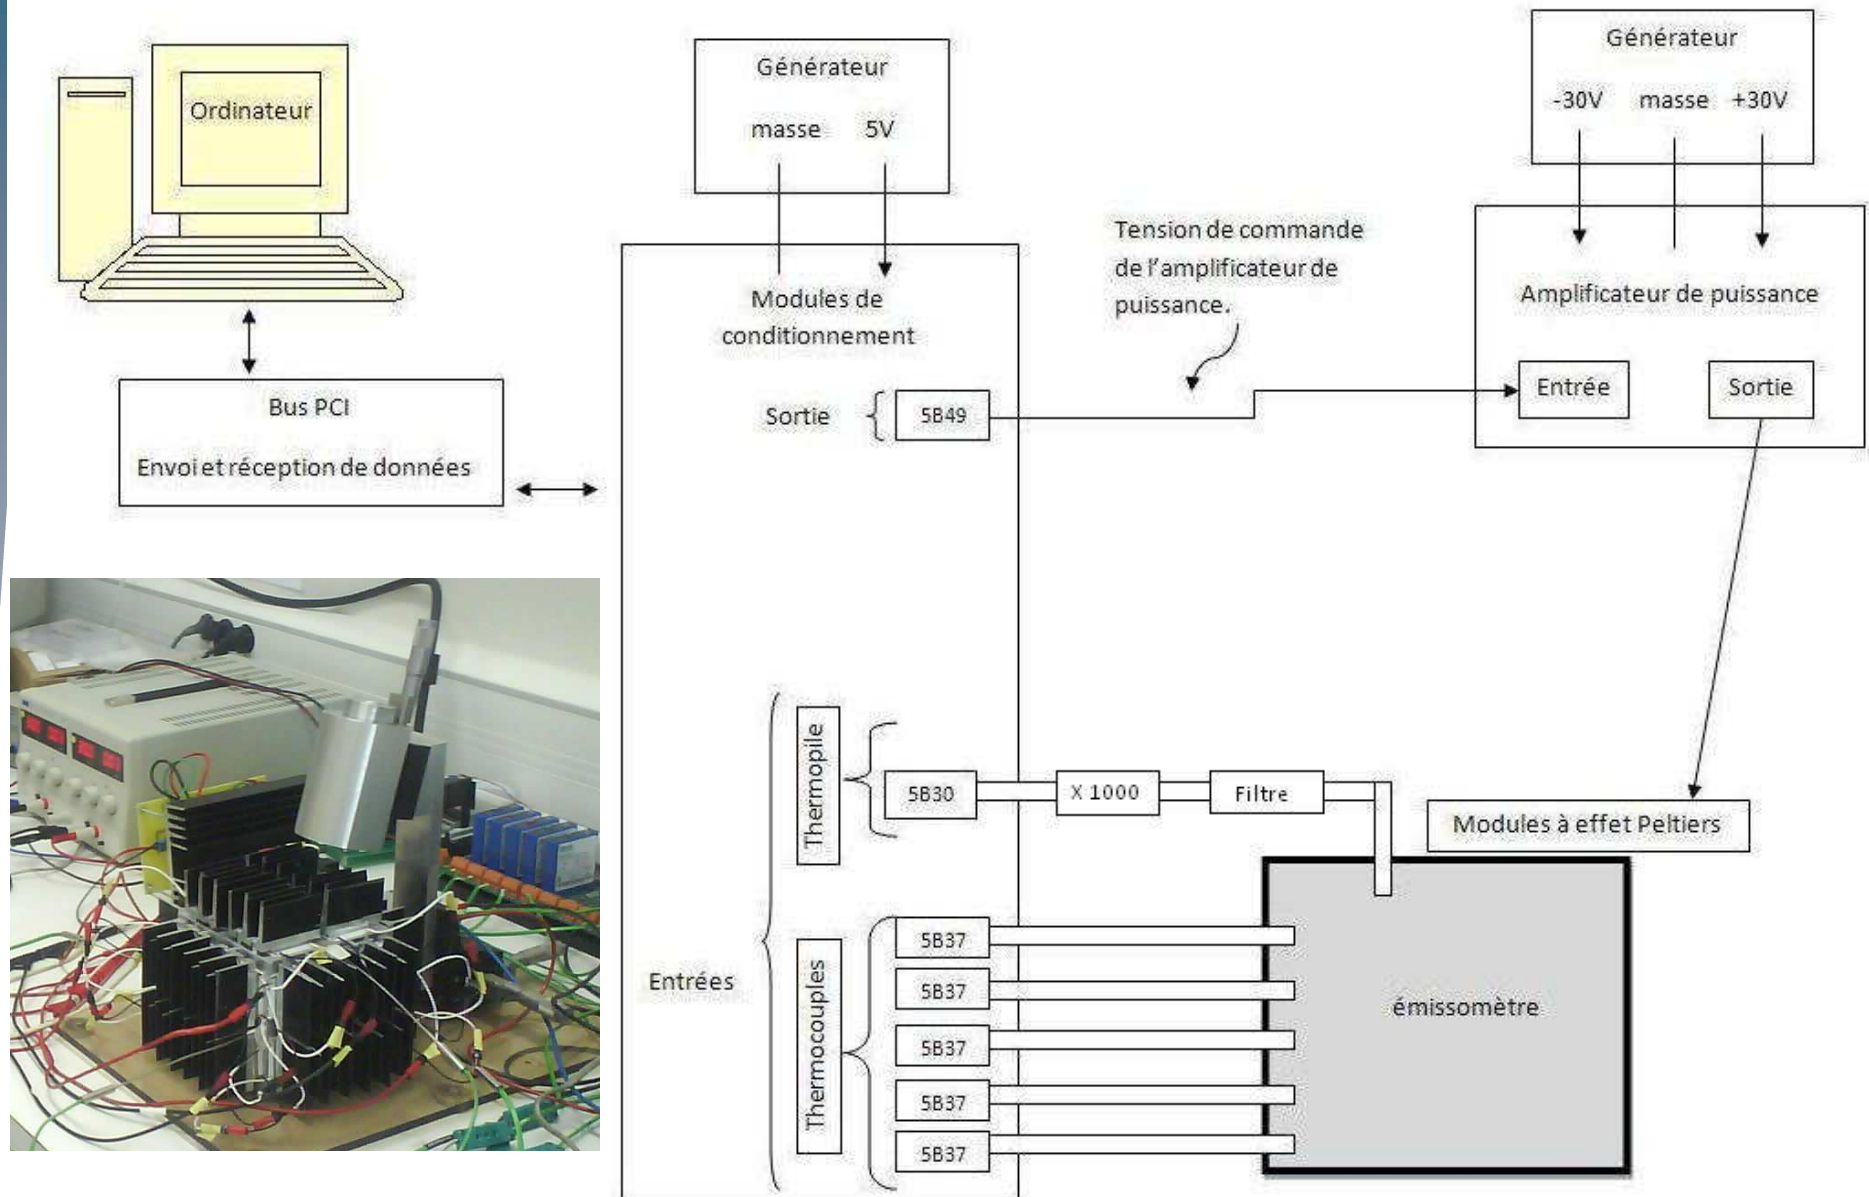 Ordinateur
Bus PCI
Envoi et réception de données
Générateur
masse 5V
Modules de
conditionnement
Sortie
5B49
Tension de commande
de l'amplificateur de
puissance.
Générateur
-30V masse +30V
Amplificateur de puissance
Entrée
Sortie
Entrées
Thermopile
5B30
X 1000
Filtre
Modules à effet Peltiers
Thermocouples
5B37
5B37
5B37
5B37
5B37
émissomètre